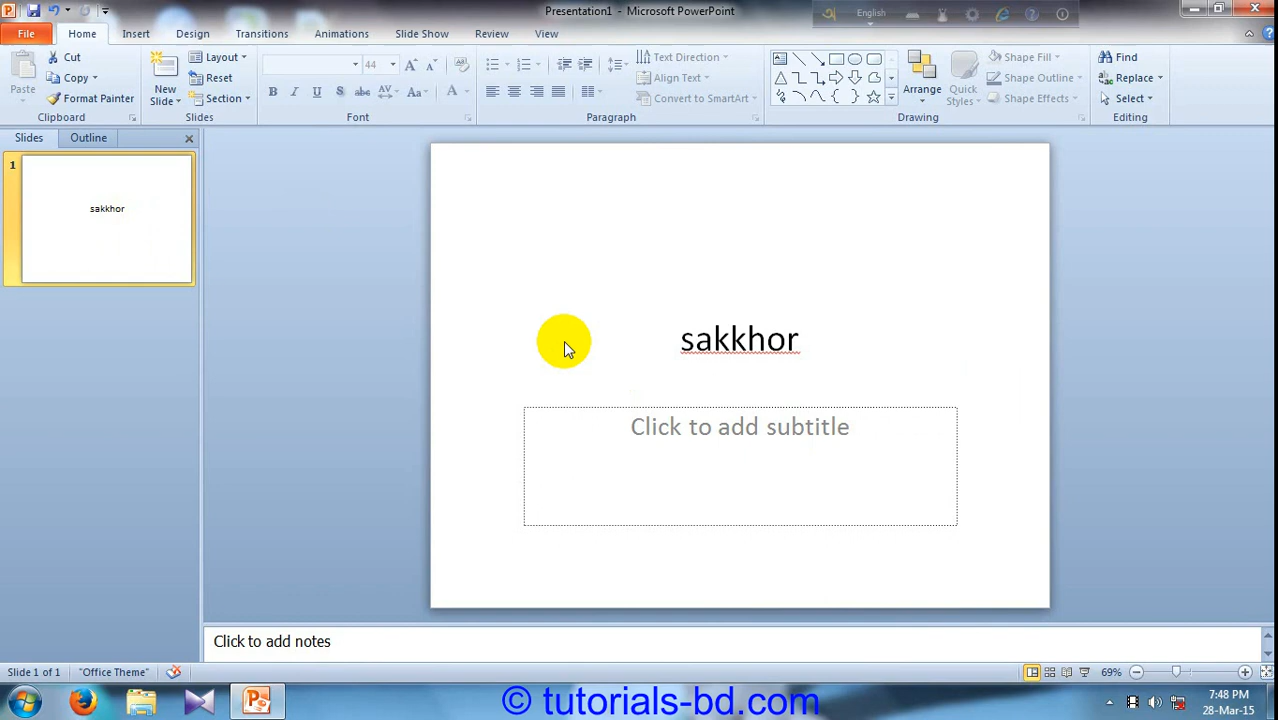 Presentation1 - Microsoft PowerPoint
English
File Home Insert Design Transitions Animations Slide Show Review View
Paste
Cut
Copy
Format Painter
Clipboard
New
Slide
Layout
Reset
Section
Slides
44
B I U S abc AV Aa A
Font
Text Direction
Align Text
Convert to SmartArt
Paragraph
Arrange
Quick
Styles
Shape Fill
Shape Outline
Shape Effects
Drawing
Find
Replace
Select
Editing
Slides Outline
1
sakkhor
sakkhor
Click to add subtitle
Click to add notes
Slide 1 of 1 "Office Theme" 69%
© tutorials-bd.com
7:48 PM
28-Mar-15